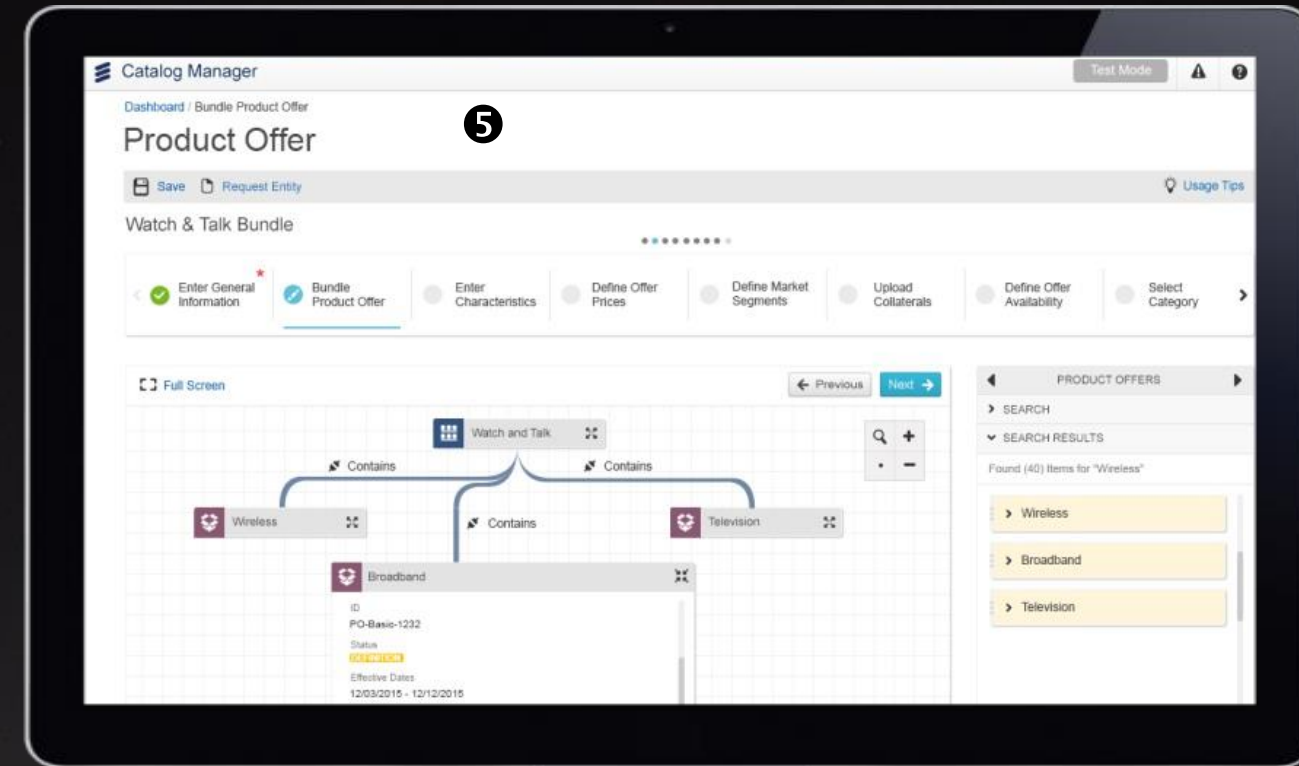 Catalog Manager
Test Mode
Dashboard / Bundle Product Offer
❺
Product Offer
Save
Request Entity
Usage Tips
Watch & Talk Bundle
Enter General
Information
*
Bundle
Product Offer
Enter
Characteristics
Define Offer
Prices
Define Market
Segments
Upload
Collaterals
Define Offer
Availability
Select
Category
Full Screen
Previous
Next
Watch and Talk
Contains
Contains
Wireless
Contains
Television
Broadband
ID
PO-Basic-1232
Status
DEFINITION
Effective Dates
12/03/2015 - 12/12/2015
PRODUCT OFFERS
SEARCH
SEARCH RESULTS
Found (40) Items for "Wireless"
Wireless
Broadband
Television